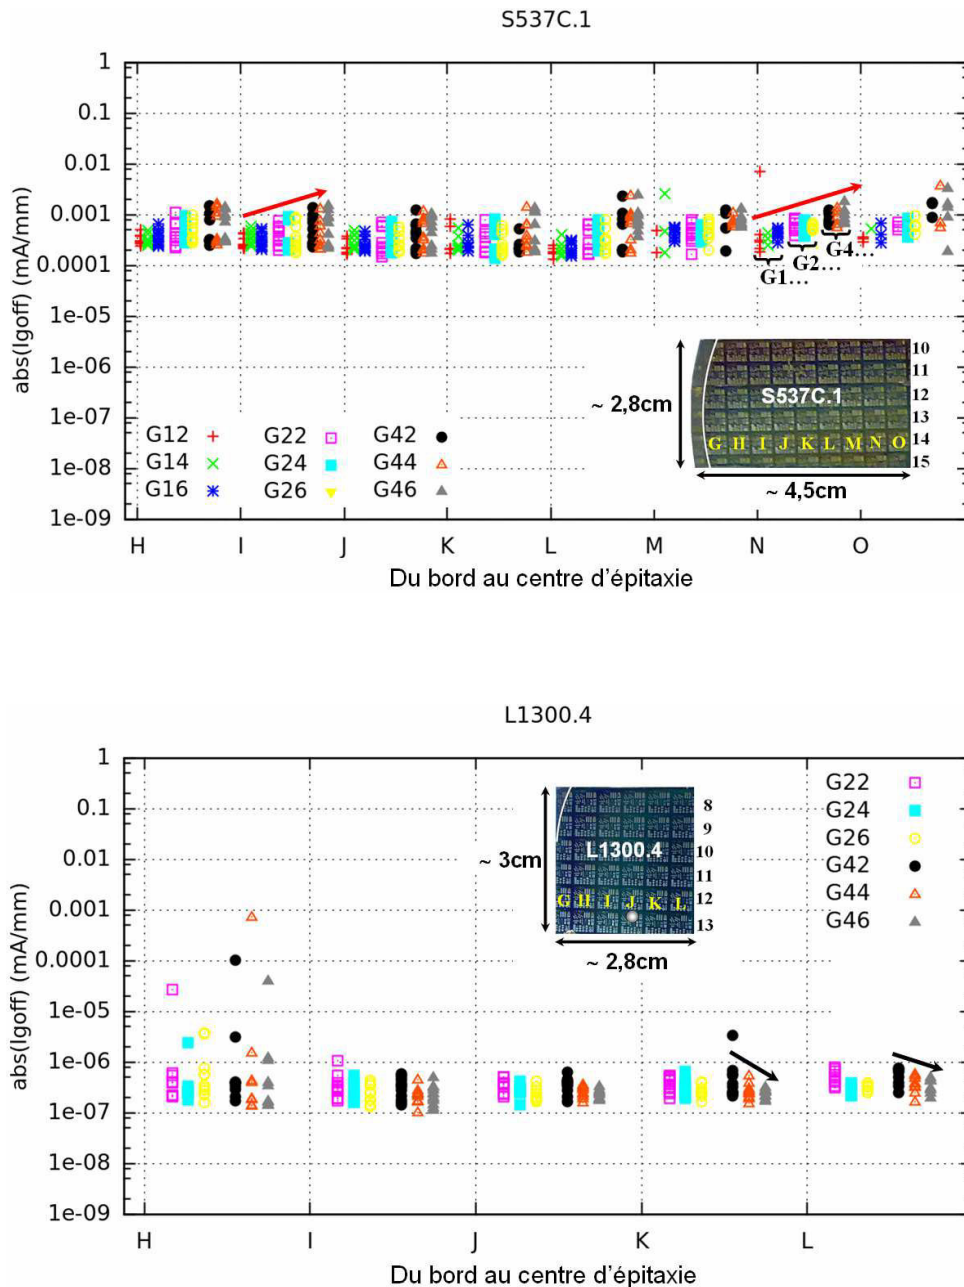 S537C.1
abs(Igoff) (mA/mm)
1
0.1
0.01
0.001
0.0001
1e-05
1e-06
1e-07
1e-08
1e-09
G1…
G2…
G4…
G12
G14
G16
G22
G24
G26
G42
G44
G46
~ 2,8cm
S537C.1
G H I J K L M N O
10
11
12
13
14
15
~ 4,5cm
H I J K L M N O
Du bord au centre d'épitaxie
L1300.4
abs(Igoff) (mA/mm)
1
0.1
0.01
0.001
0.0001
1e-05
1e-06
1e-07
1e-08
1e-09
~ 3cm
L1300.4
G H I J K L
8
9
10
11
12
13
~ 2,8cm
G22
G24
G26
G42
G44
G46
H I J K L
Du bord au centre d'épitaxie